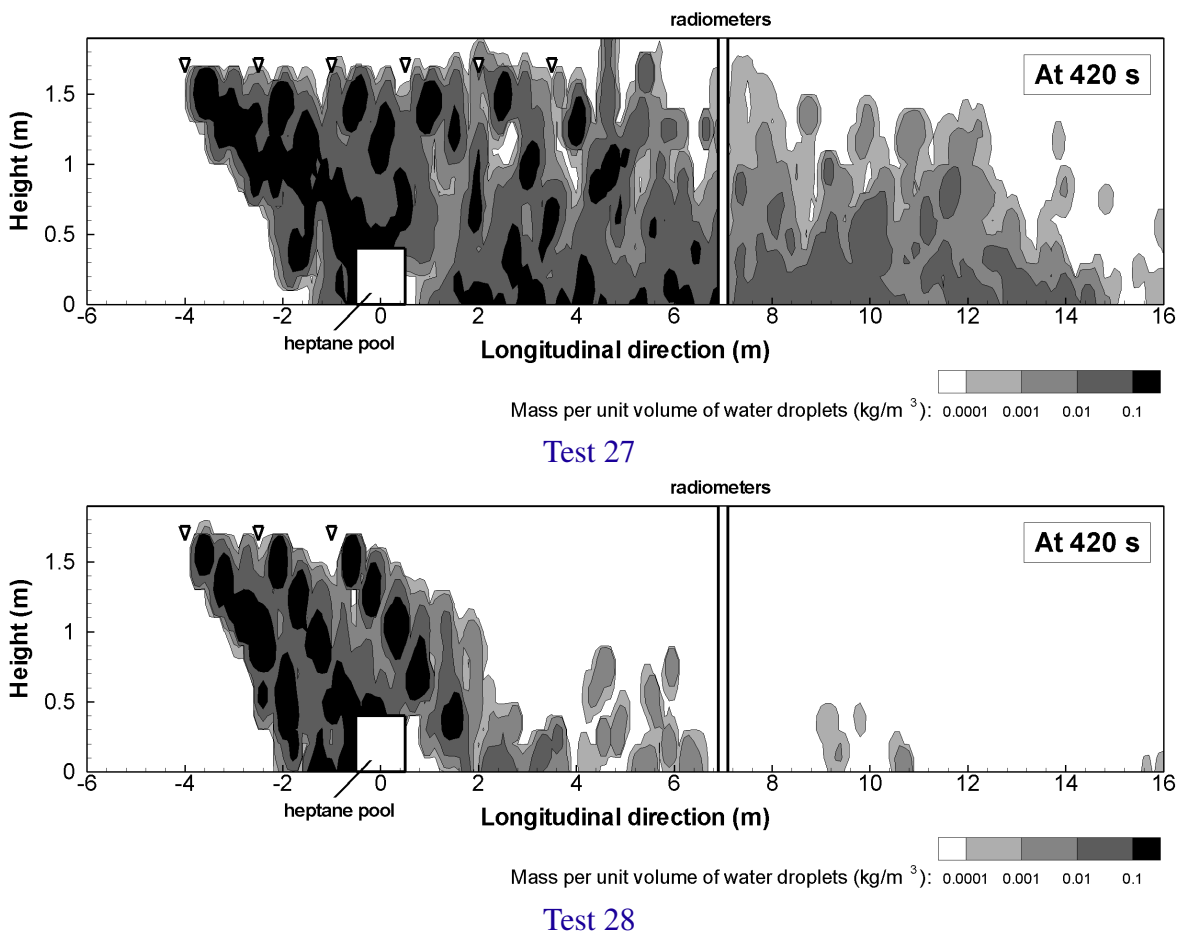 radiometers
At 420 s
Height (m)
1.5
1
0.5
0
-6 -4 -2 0 2 4 6 8 10 12 14 16
heptane pool
Longitudinal direction (m)
Mass per unit volume of water droplets (kg/m 3): 0.0001 0.001 0.01 0.1
Test 27
radiometers
At 420 s
Height (m)
1.5
1
0.5
0
-6 -4 -2 0 2 4 6 8 10 12 14 16
heptane pool
Longitudinal direction (m)
Mass per unit volume of water droplets (kg/m 3): 0.0001 0.001 0.01 0.1
Test 28